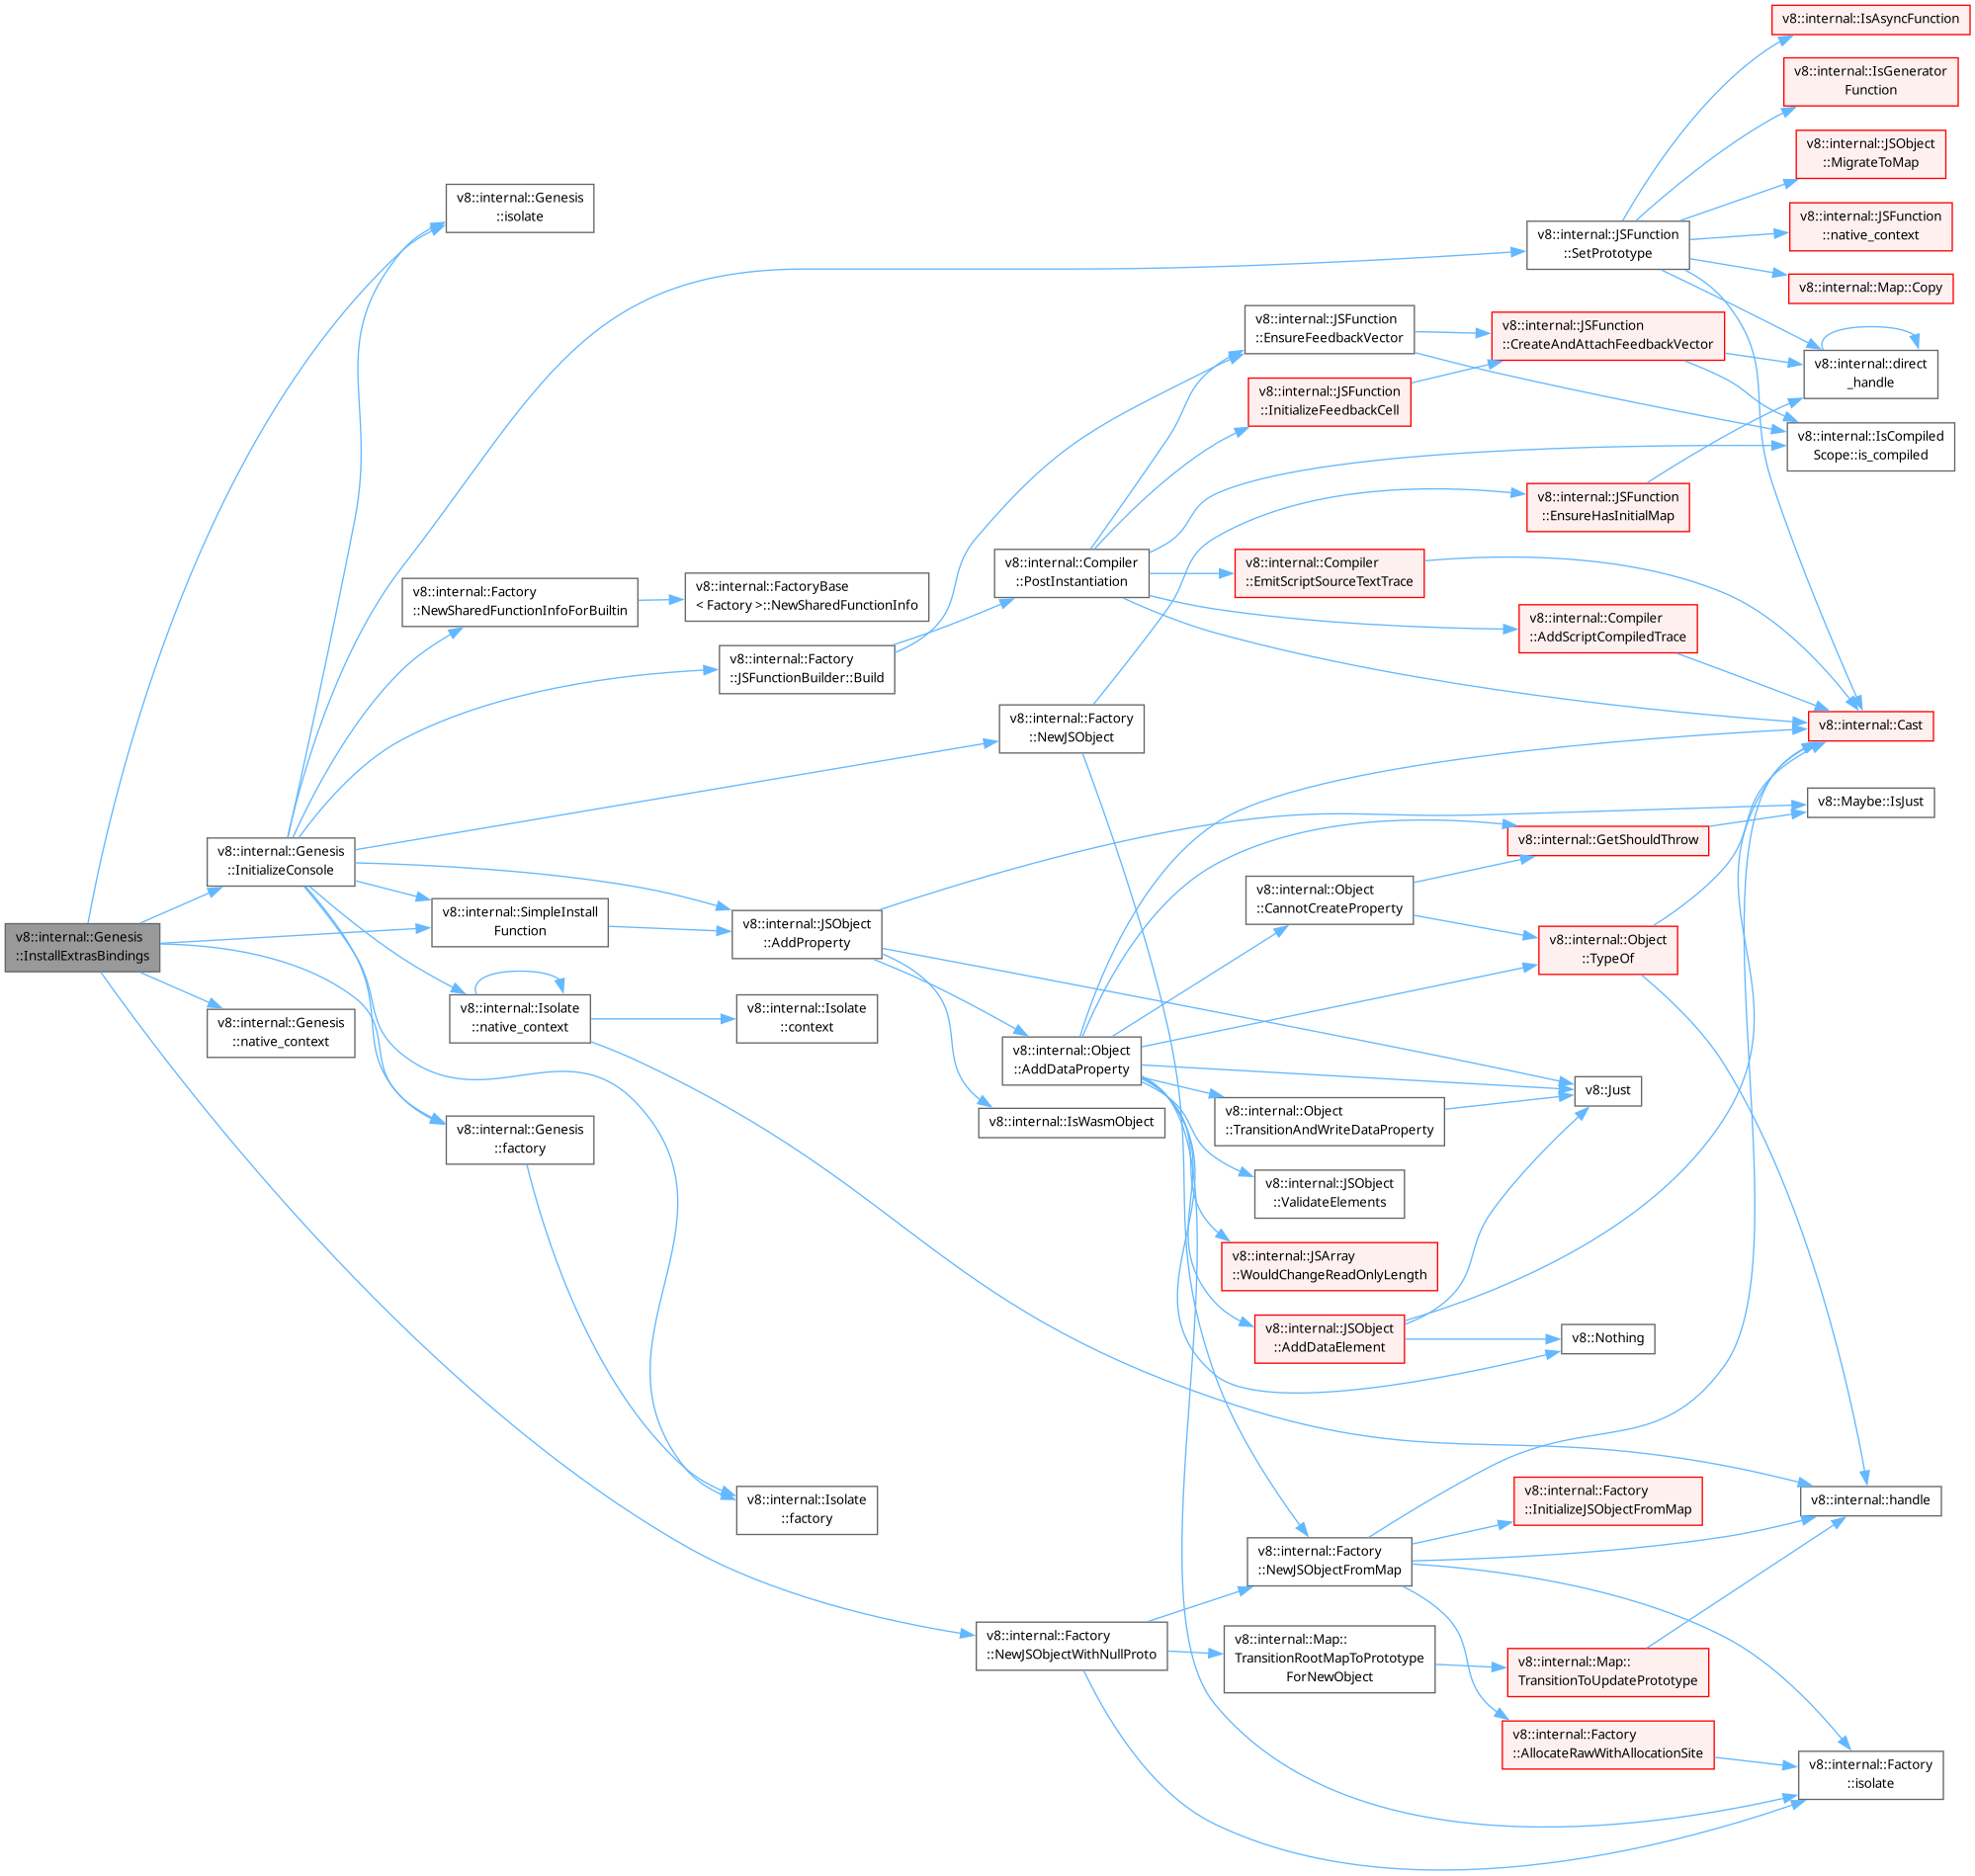 v8::internal::IsAsyncFunction
v8::internal::IsGenerator
Function
v8::internal::JSObject
::MigrateToMap
v8::internal::Genesis
::isolate
v8::internal::JSFunction
::native_context
v8::internal::JSFunction
::SetPrototype
v8::internal::Map::Copy
v8::internal::JSFunction
::EnsureFeedbackVector
v8::internal::JSFunction
::CreateAndAttachFeedbackVector
v8::internal::direct
_handle
v8::internal::JSFunction
::InitializeFeedbackCell
v8::internal::IsCompiled
Scope::is_compiled
v8::internal::JSFunction
::EnsureHasInitialMap
v8::internal::Compiler
::PostInstantiation
v8::internal::Compiler
::EmitScriptSourceTextTrace
v8::internal::Factory
::NewSharedFunctionInfoForBuiltin
v8::internal::FactoryBase
< Factory >::NewSharedFunctionInfo
v8::internal::Compiler
::AddScriptCompiledTrace
v8::internal::Factory
::JSFunctionBuilder::Build
v8::internal::Factory
::NewJSObject
v8::internal::Cast
v8::Maybe::IsJust
v8::internal::GetShouldThrow
v8::internal::Genesis
::InitializeConsole
v8::internal::Object
::CannotCreateProperty
v8::internal::SimpleInstall
Function
v8::internal::JSObject
::AddProperty
v8::internal::Genesis
::InstallExtrasBindings
v8::internal::Object
::TypeOf
v8::internal::Isolate
::native_context
v8::internal::Isolate
::context
v8::internal::Genesis
::native_context
v8::internal::Object
::AddDataProperty
v8::Just
v8::internal::IsWasmObject
v8::internal::Object
::TransitionAndWriteDataProperty
v8::internal::Genesis
::factory
v8::internal::JSObject
::ValidateElements
v8::internal::JSArray
::WouldChangeReadOnlyLength
v8::internal::JSObject
::AddDataElement
v8::Nothing
v8::internal::Isolate
::factory
v8::internal::Factory
::InitializeJSObjectFromMap
v8::internal::handle
v8::internal::Factory
::NewJSObjectFromMap
v8::internal::Factory
::NewJSObjectWithNullProto
v8::internal::Map::
TransitionRootMapToPrototype
ForNewObject
v8::internal::Map::
TransitionToUpdatePrototype
v8::internal::Factory
::AllocateRawWithAllocationSite
v8::internal::Factory
::isolate